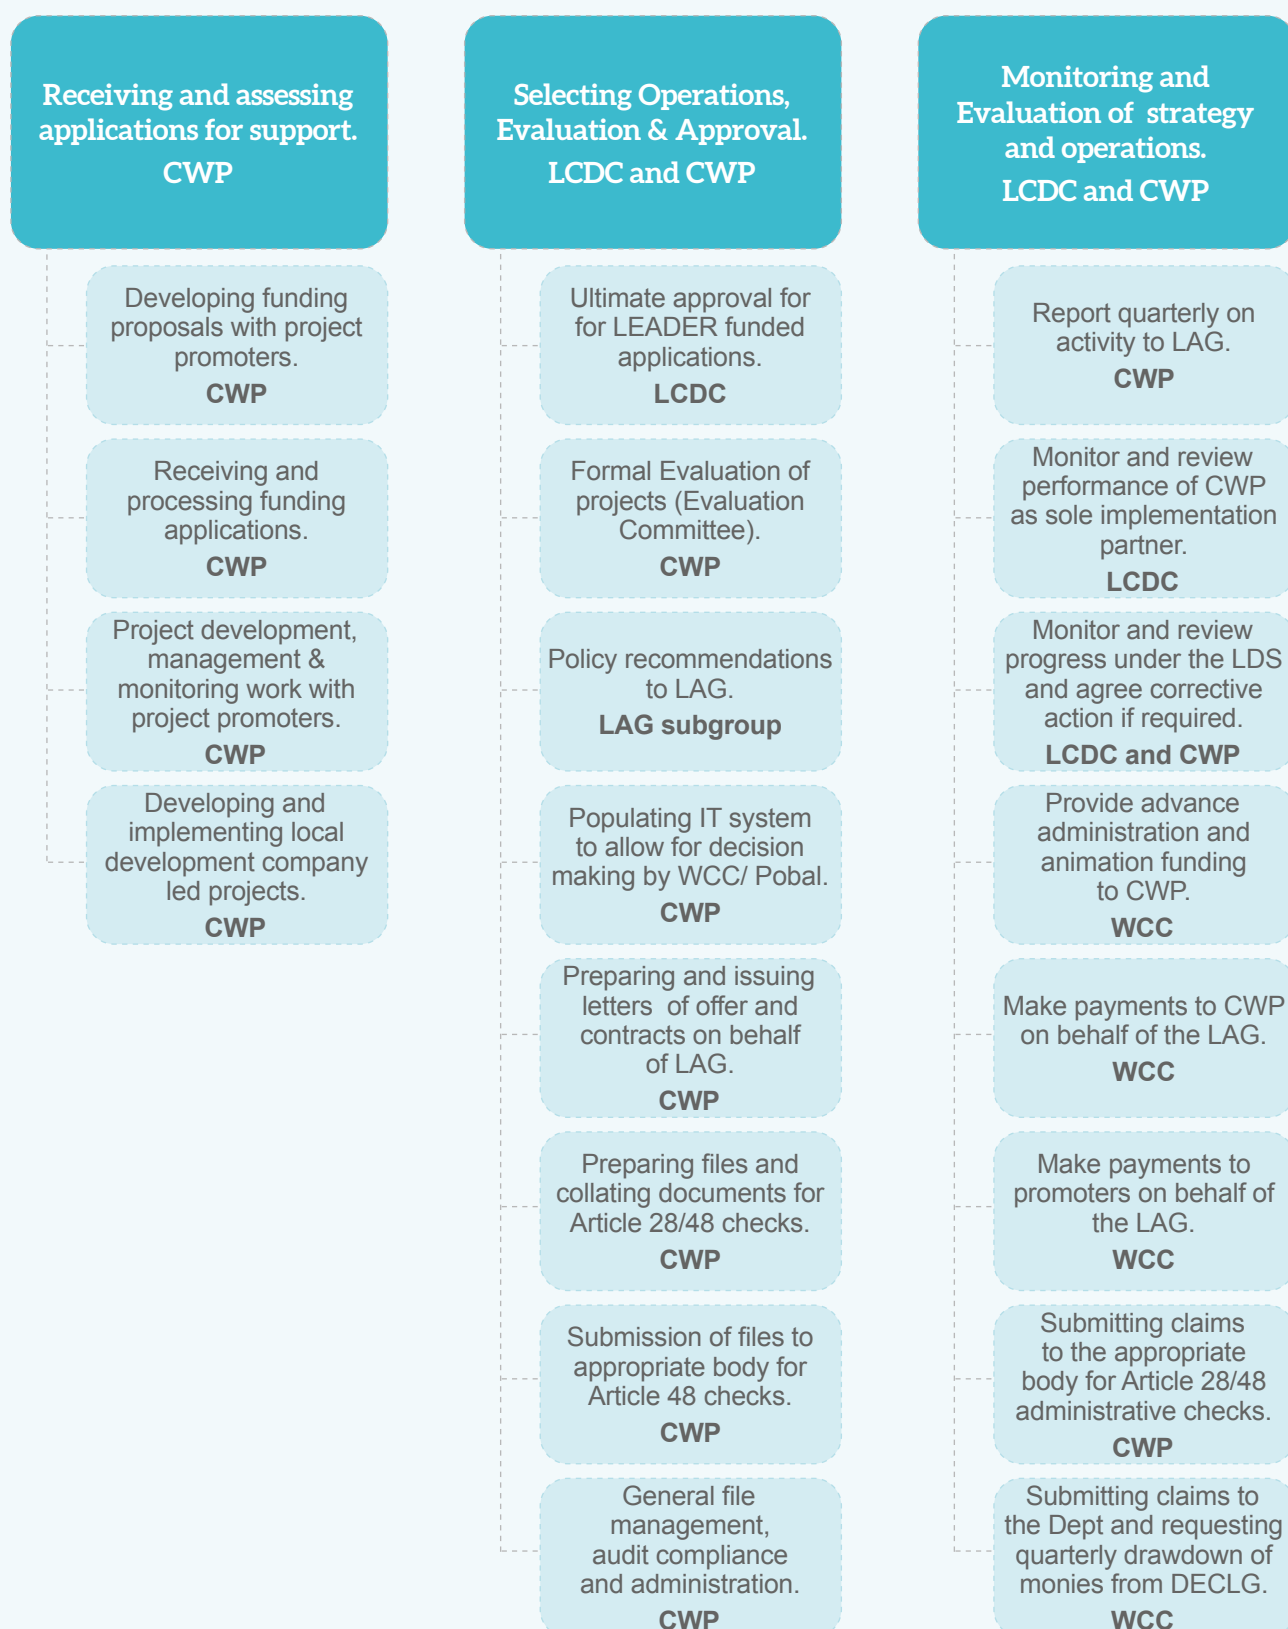 Receiving and assessing
applications for support.
CWP
Developing funding
proposals with project
promoters.
CWP
Receiving and
processing funding
applications.
CWP
Project development,
management &
monitoring work with
project promoters.
CWP
Developing and
implementing local
development company
led projects.
CWP
Selecting Operations,
Evaluation & Approval.
LCDC and CWP
Ultimate approval for
for LEADER funded
applications.
LCDC
Formal Evaluation of
projects (Evaluation
Committee).
CWP
Policy recommendations
to LAG.
LAG subgroup
Populating IT system
to allow for decision
making by WCC/ Pobal.
CWP
Preparing and issuing
letters of offer and
contracts on behalf
of LAG.
CWP
Preparing files and
collating documents for
Article 28/48 checks.
CWP
Submission of files to
appropriate body for
Article 48 checks.
CWP
General file
management,
audit compliance
and administration.
CWP
Monitoring and
Evaluation of strategy
and operations.
LCDC and CWP
Report quarterly on
activity to LAG.
CWP
Monitor and review
performance of CWP
as sole implementation
partner.
LCDC
Monitor and review
progress under the LDS
and agree corrective
action if required.
LCDC and CWP
Provide advance
administration and
animation funding
to CWP.
WCC
Make payments to CWP
on behalf of the LAG.
WCC
Make payments to
promoters on behalf of
the LAG.
WCC
Submitting claims
to the appropriate
body for Article 28/48
administrative checks.
CWP
Submitting claims to
the Dept and requesting
quarterly drawdown of
monies from DECLG.
WCC